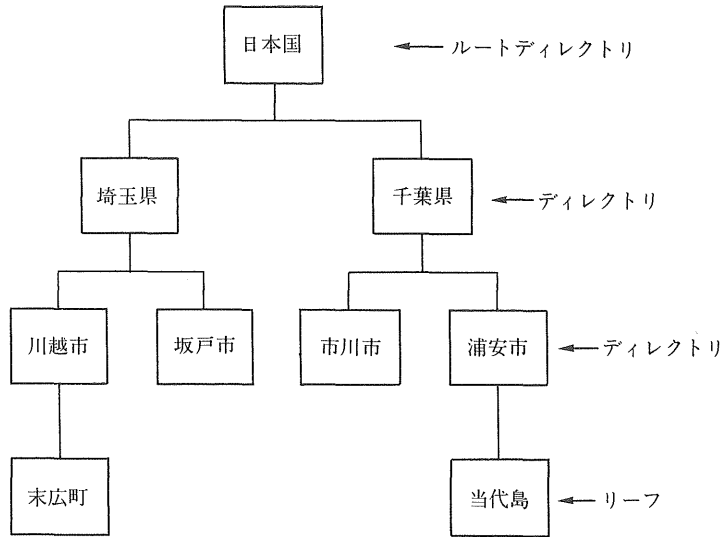 日本国
ルートディレクトリ
埼玉県
千葉県
ディレクトリ
川越市
坂戸市
市川市
浦安市
ディレクトリ
末広町
当代島
リーフ